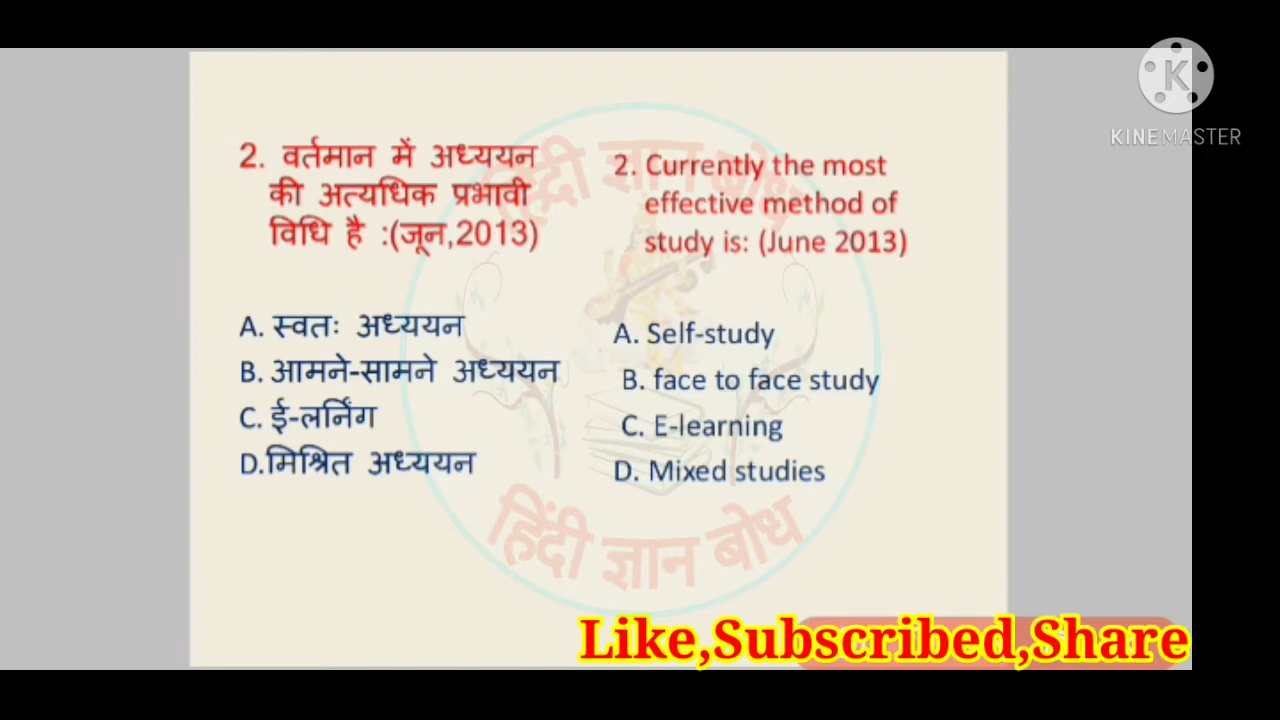 KINEMASTER
2. वर्तमान में अध्ययन
की अत्यधिक प्रभावी
विधि है :(जून,2013)
A. स्वतः अध्ययन
B. आमने-सामने अध्ययन
C. ई-लर्निंग
D.मिश्रित अध्ययन
2. Currently the most
effective method of
study is: (June 2013)
A. Self-study
B. face to face study
C. E-learning
D. Mixed studies
हिंदी ज्ञान बोध
हिंदी ज्ञान बोध
Like,Subscribed,Share